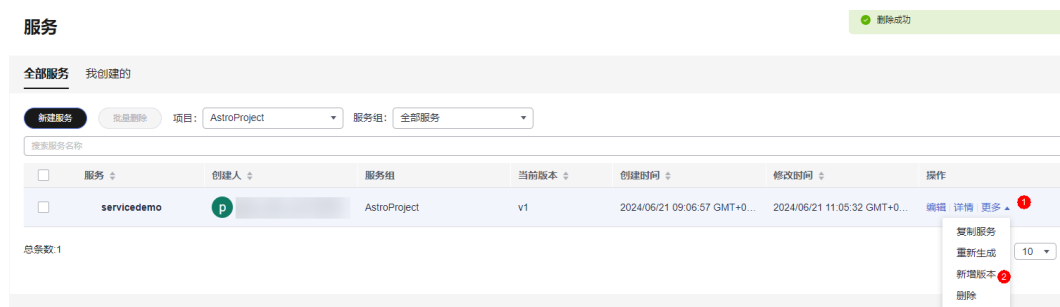 服务
删除成功
全部服务 我创建的
新建服务 批量删除 项目: AstroProject 服务组: 全部服务
搜索服务名称
服务 创建人 服务组 当前版本 创建时间 修改时间 操作
servicedemo p AstroProject v1 2024/06/21 09:06:57 GMT+0... 2024/06/21 11:05:32 GMT+0... 编辑 详情 更多 1
复制服务
总条数:1 重新生成 10
新增版本 2
删除